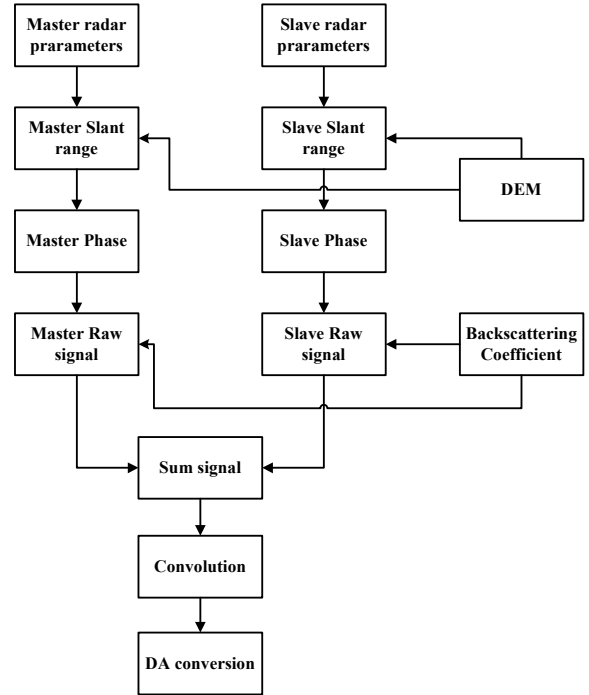 Master radar
prarameters
Slave radar
prarameters
Master Slant
range
Slave Slant
range
DEM
Master Phase
Slave Phase
Master Raw
signal
Slave Raw
signal
Backscattering
Coefficient
Sum signal
Convolution
DA conversion